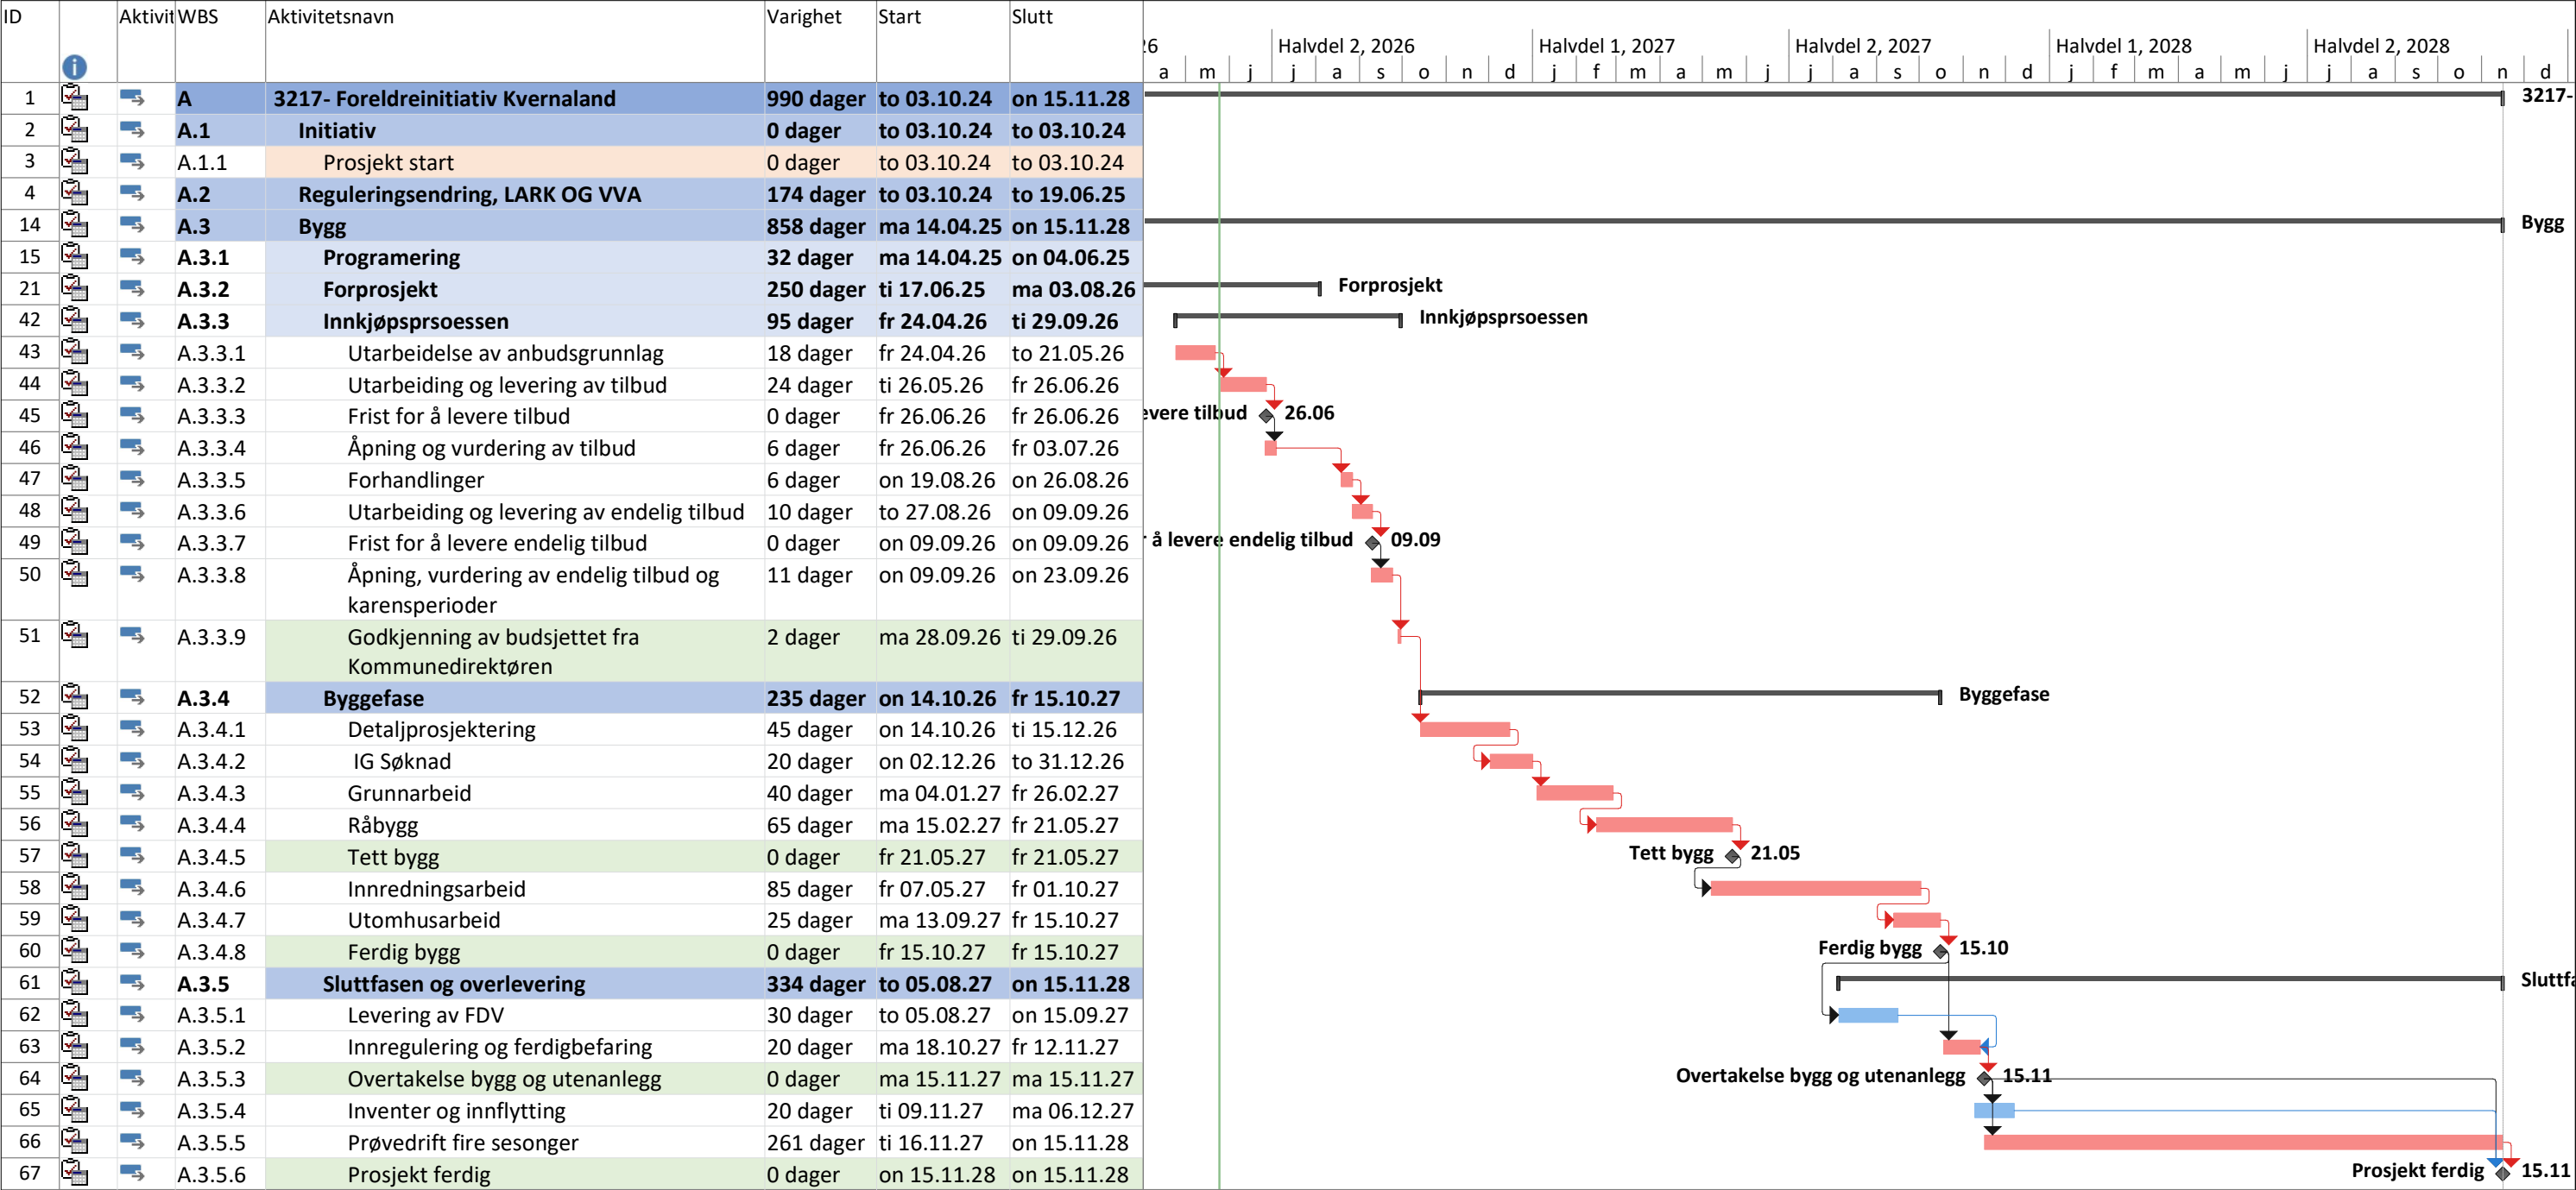 ID Aktivit WBS Aktivitetsnavn Varighet Start Slutt
26 Halvdel 2, 2026 Halvdel 1, 2027 Halvdel 2, 2027 Halvdel 1, 2028 Halvdel 2, 2028
a m j j a s o n d j f m a m j j a s o n d j f m a m j j a s o n d
1 A 3217- Foreldreinitiativ Kvernaland 990 dager to 03.10.24 on 15.11.28 3217-
2 A.1 Initiativ 0 dager to 03.10.24 to 03.10.24
3 A.1.1 Prosjekt start 0 dager to 03.10.24 to 03.10.24
4 A.2 Reguleringsendring, LARK OG VVA 174 dager to 03.10.24 to 19.06.25
14 A.3 Bygg 858 dager ma 14.04.25 on 15.11.28 Bygg
15 A.3.1 Programering 32 dager ma 14.04.25 on 04.06.25
21 A.3.2 Forprosjekt 250 dager ti 17.06.25 ma 03.08.26 Forprosjekt
42 A.3.3 Innkjøpsprsoessen 95 dager fr 24.04.26 ti 29.09.26 Innkjøpsprsoessen
43 A.3.3.1 Utarbeidelse av anbudsgrunnlag 18 dager fr 24.04.26 to 21.05.26
44 A.3.3.2 Utarbeiding og levering av tilbud 24 dager ti 26.05.26 fr 26.06.26
45 A.3.3.3 Frist for å levere tilbud 0 dager fr 26.06.26 fr 26.06.26 evere tilbud 26.06
46 A.3.3.4 Åpning og vurdering av tilbud 6 dager fr 26.06.26 fr 03.07.26
47 A.3.3.5 Forhandlinger 6 dager on 19.08.26 on 26.08.26
48 A.3.3.6 Utarbeiding og levering av endelig tilbud 10 dager to 27.08.26 on 09.09.26
49 A.3.3.7 Frist for å levere endelig tilbud 0 dager on 09.09.26 on 09.09.26 å levere endelig tilbud 09.09
50 A.3.3.8 Åpning, vurdering av endelig tilbud og 11 dager on 09.09.26 on 23.09.26
karensperioder
51 A.3.3.9 Godkjenning av budsjettet fra 2 dager ma 28.09.26 ti 29.09.26
Kommunedirektøren
52 A.3.4 Byggefase 235 dager on 14.10.26 fr 15.10.27 Byggefase
53 A.3.4.1 Detaljprosjektering 45 dager on 14.10.26 ti 15.12.26
54 A.3.4.2 IG Søknad 20 dager on 02.12.26 to 31.12.26
55 A.3.4.3 Grunnarbeid 40 dager ma 04.01.27 fr 26.02.27
56 A.3.4.4 Råbygg 65 dager ma 15.02.27 fr 21.05.27
57 A.3.4.5 Tett bygg 0 dager fr 21.05.27 fr 21.05.27 Tett bygg 21.05
58 A.3.4.6 Innredningsarbeid 85 dager fr 07.05.27 fr 01.10.27
59 A.3.4.7 Utomhusarbeid 25 dager ma 13.09.27 fr 15.10.27
60 A.3.4.8 Ferdig bygg 0 dager fr 15.10.27 fr 15.10.27 Ferdig bygg 15.10
61 A.3.5 Sluttfasen og overlevering 334 dager to 05.08.27 on 15.11.28 Sluttfa
62 A.3.5.1 Levering av FDV 30 dager to 05.08.27 on 15.09.27
63 A.3.5.2 Innregulering og ferdigbefaring 20 dager ma 18.10.27 fr 12.11.27
64 A.3.5.3 Overtakelse bygg og utenanlegg 0 dager ma 15.11.27 ma 15.11.27 Overtakelse bygg og utenanlegg 15.11
65 A.3.5.4 Inventer og innflytting 20 dager ti 09.11.27 ma 06.12.27
66 A.3.5.5 Prøvedrift fire sesonger 261 dager ti 16.11.27 on 15.11.28
67 A.3.5.6 Prosjekt ferdig 0 dager on 15.11.28 on 15.11.28 Prosjekt ferdig 15.11